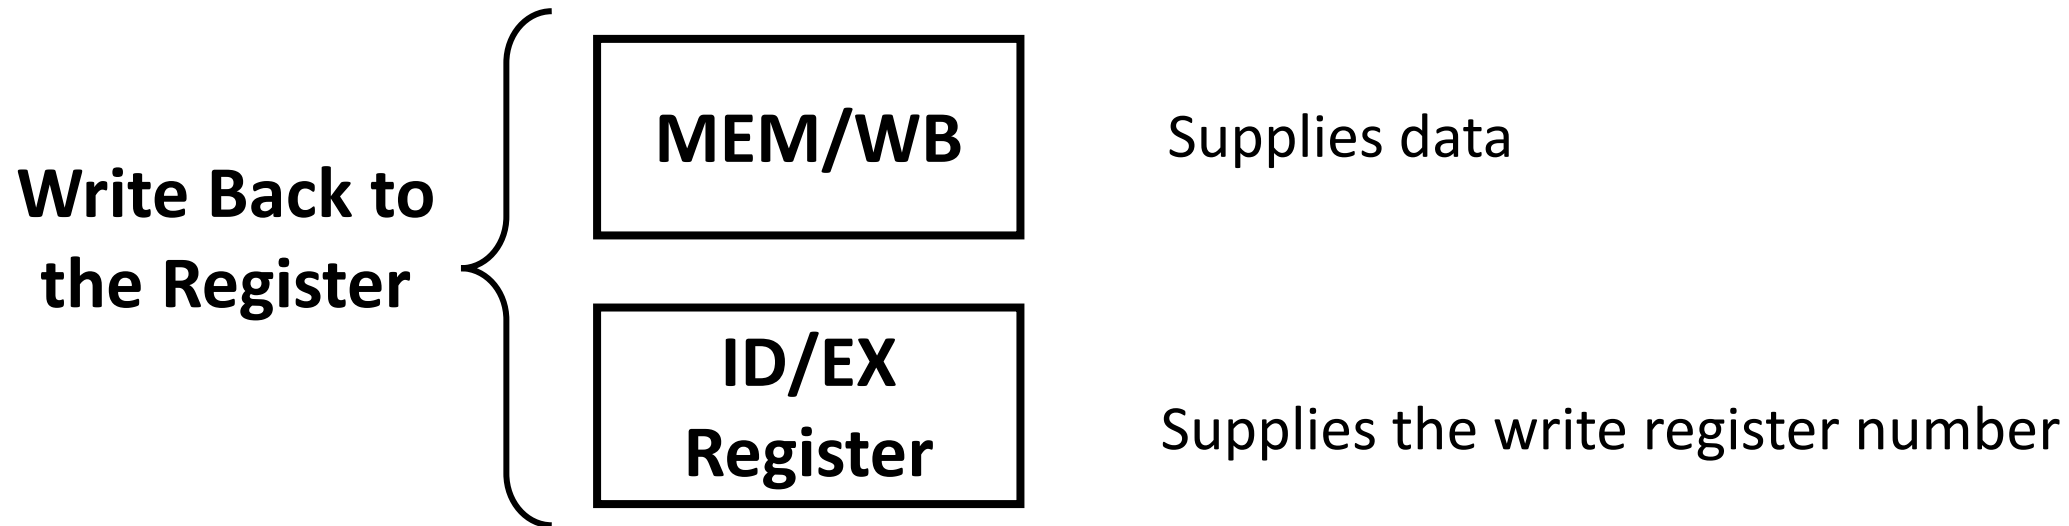 Write Back to
the Register
MEM/WB
Supplies data
ID/EX
Register
Supplies the write register number